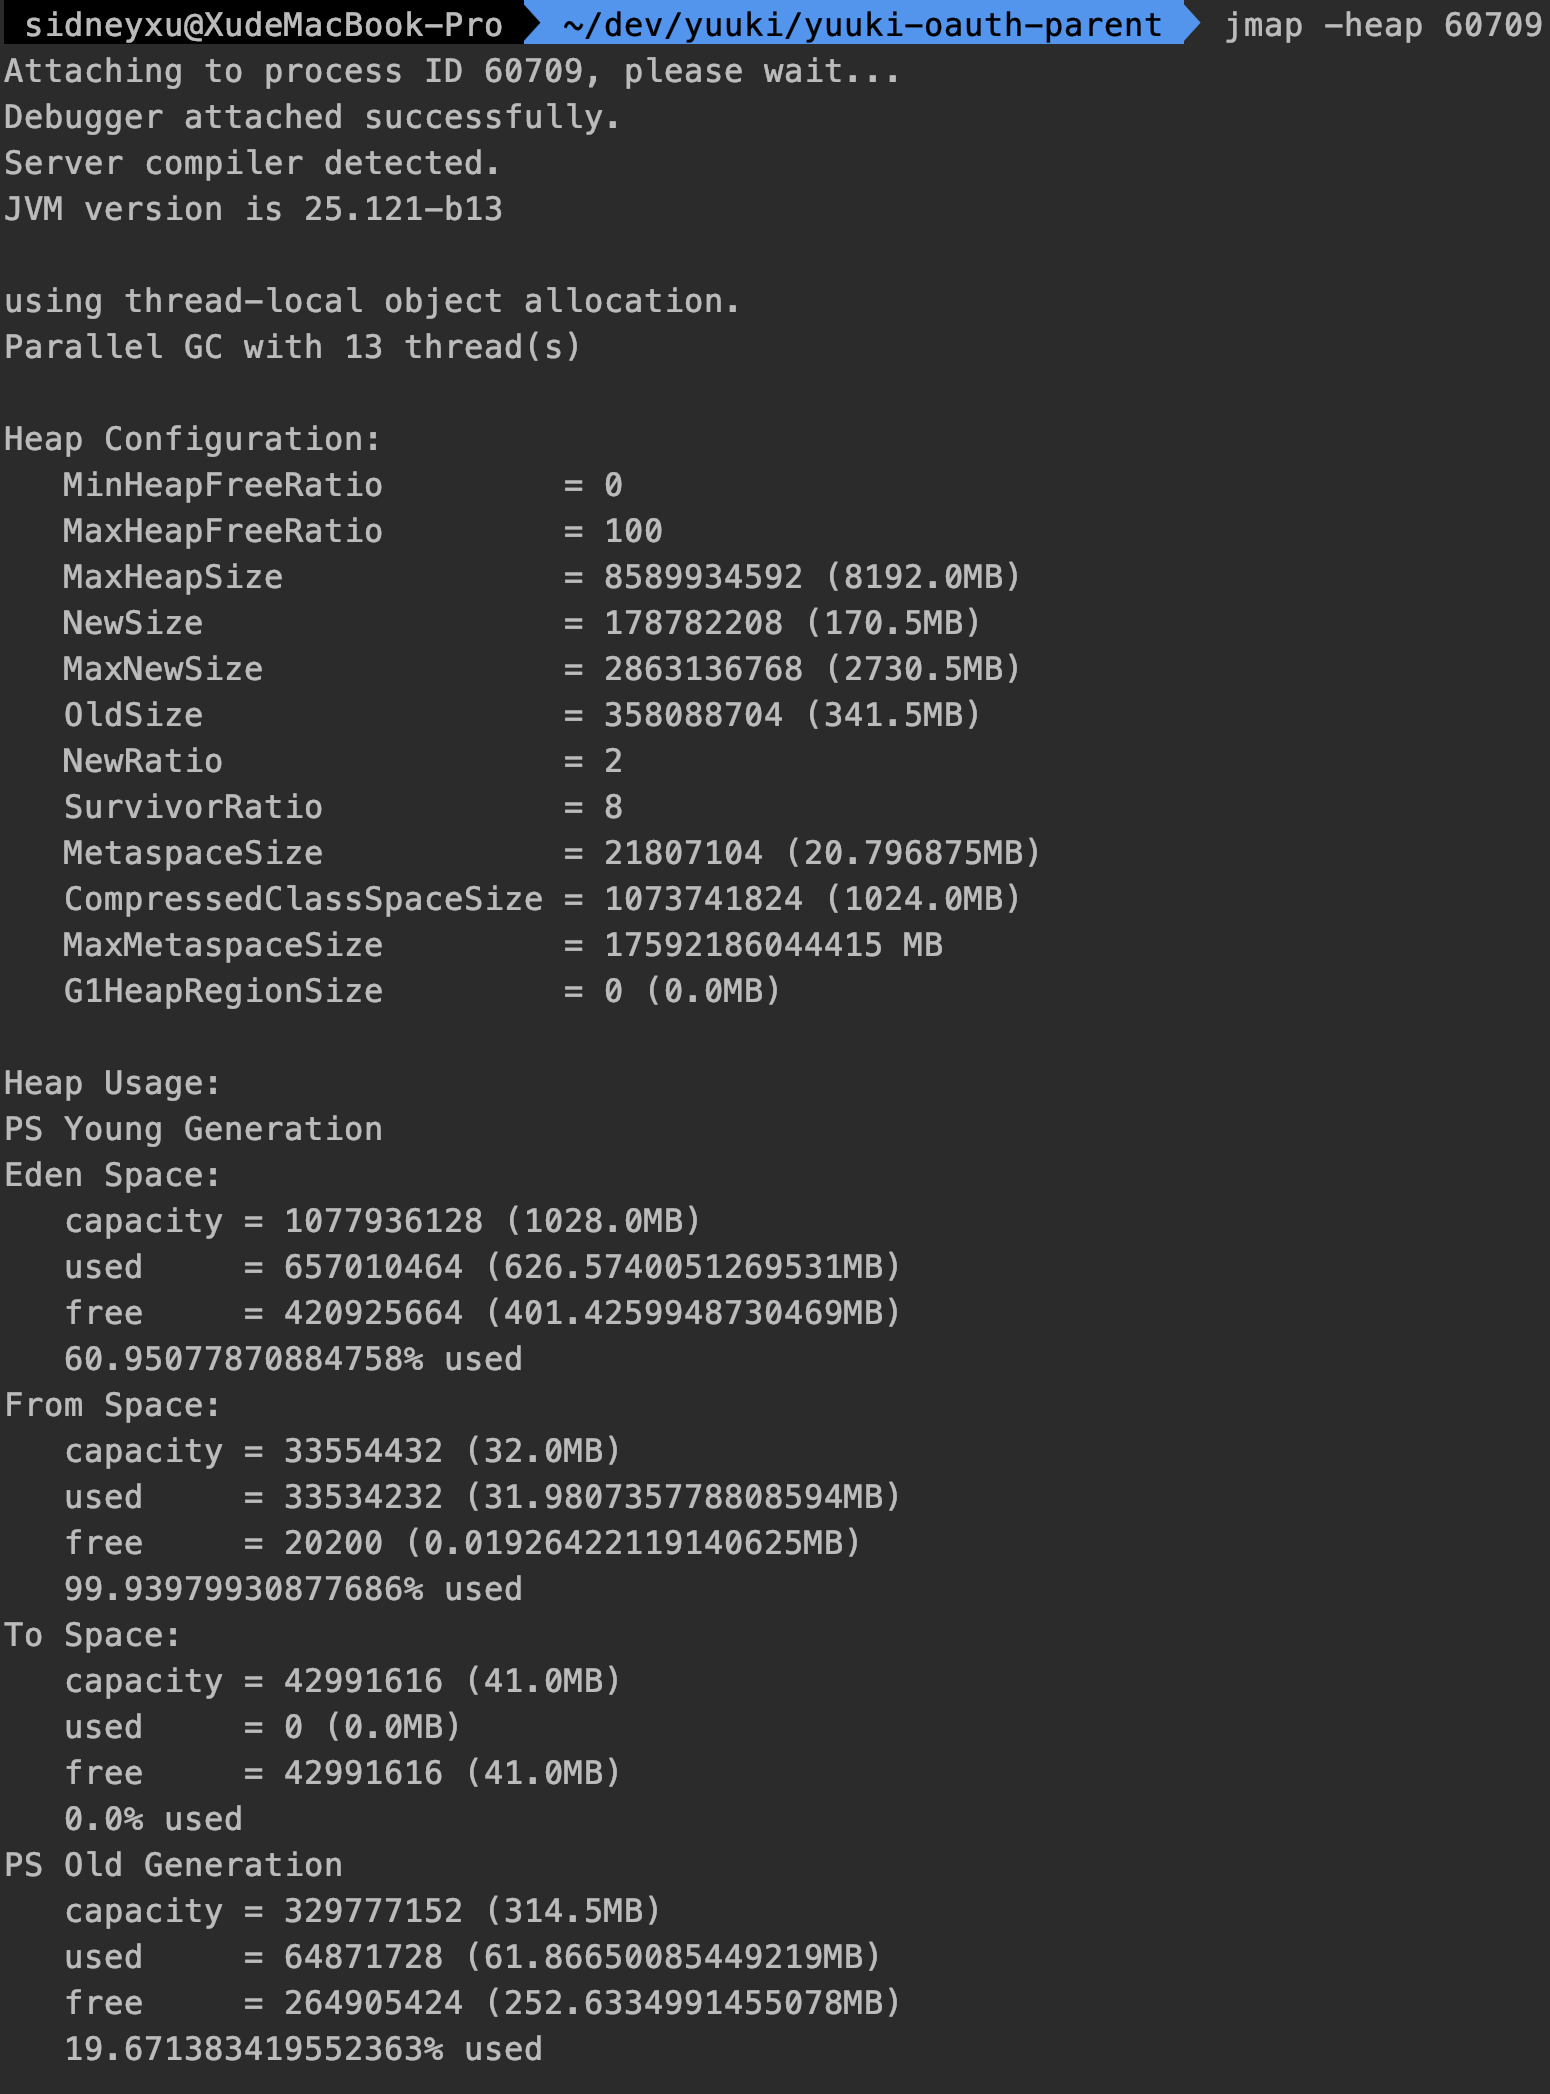 sidneyxu@XudeMacBook-Pro ~/dev/yuuki/yuuki-oauth-parent jmap -heap 60709
Attaching to process ID 60709, please wait...
Debugger attached successfully.
Server compiler detected.
JVM version is 25.121-b13

using thread-local object allocation.
Parallel GC with 13 thread(s)

Heap Configuration:
   MinHeapFreeRatio         = 0
   MaxHeapFreeRatio         = 100
   MaxHeapSize              = 8589934592 (8192.0MB)
   NewSize                  = 178782208 (170.5MB)
   MaxNewSize               = 2863136768 (2730.5MB)
   OldSize                  = 358088704 (341.5MB)
   NewRatio                 = 2
   SurvivorRatio            = 8
   MetaspaceSize            = 21807104 (20.796875MB)
   CompressedClassSpaceSize = 1073741824 (1024.0MB)
   MaxMetaspaceSize         = 17592186044415 MB
   G1HeapRegionSize         = 0 (0.0MB)

Heap Usage:
PS Young Generation
Eden Space:
   capacity = 1077936128 (1028.0MB)
   used     = 657010464 (626.5740051269531MB)
   free     = 420925664 (401.4259948730469MB)
   60.95077870884758% used
From Space:
   capacity = 33554432 (32.0MB)
   used     = 33534232 (31.980735778808594MB)
   free     = 20200 (0.01926422119140625MB)
   99.93979930877686% used
To Space:
   capacity = 42991616 (41.0MB)
   used     = 0 (0.0MB)
   free     = 42991616 (41.0MB)
   0.0% used
PS Old Generation
   capacity = 329777152 (314.5MB)
   used     = 64871728 (61.86650085449219MB)
   free     = 264905424 (252.6334991455078MB)
   19.671383419552363% used